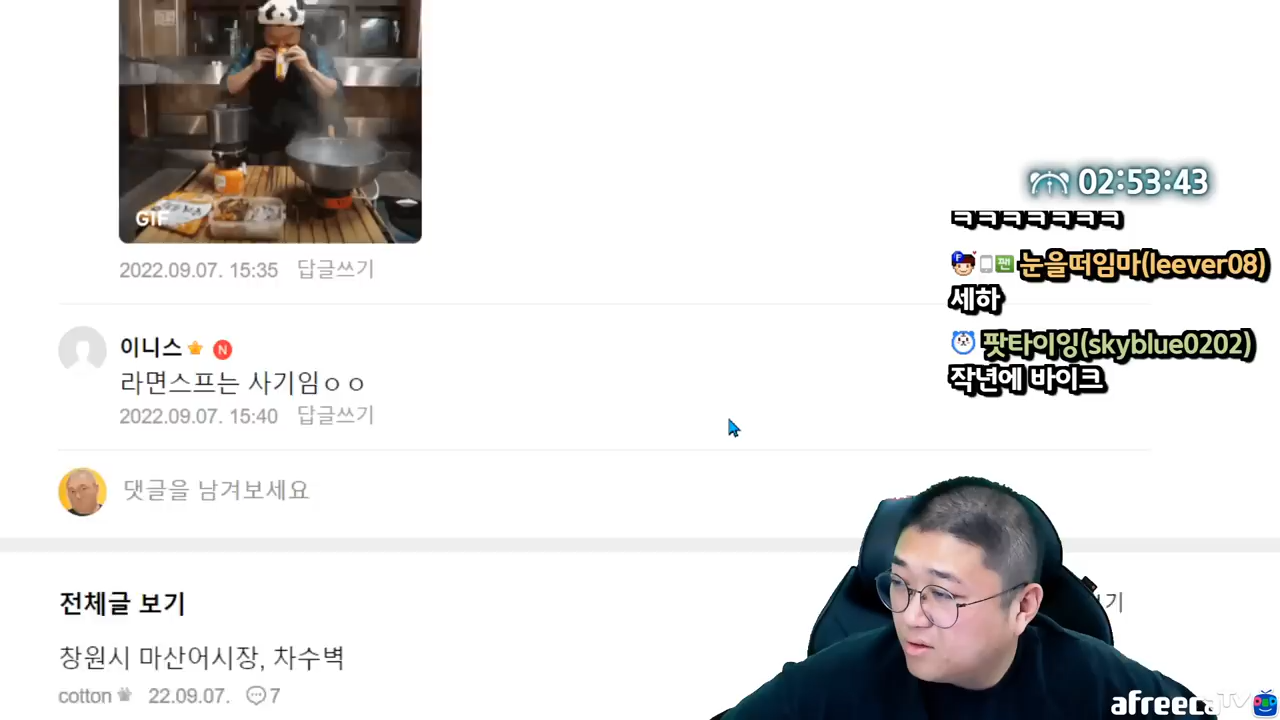 GIF
2022.09.07. 15:35 답글쓰기
이니스 N
라면스프는 사기임ㅇㅇ
2022.09.07. 15:40 답글쓰기
댓글을 남겨보세요
전체글 보기
기
창원시 마산어시장, 차수벽
cotton 22.09.07. 7
02:53:43
ㅋㅋㅋㅋㅋㅋㅋ
F 팬 눈을떠임마(leever08)
세하
팟타이잉(skyblue0202)
작년에 바이크
afreecaTV